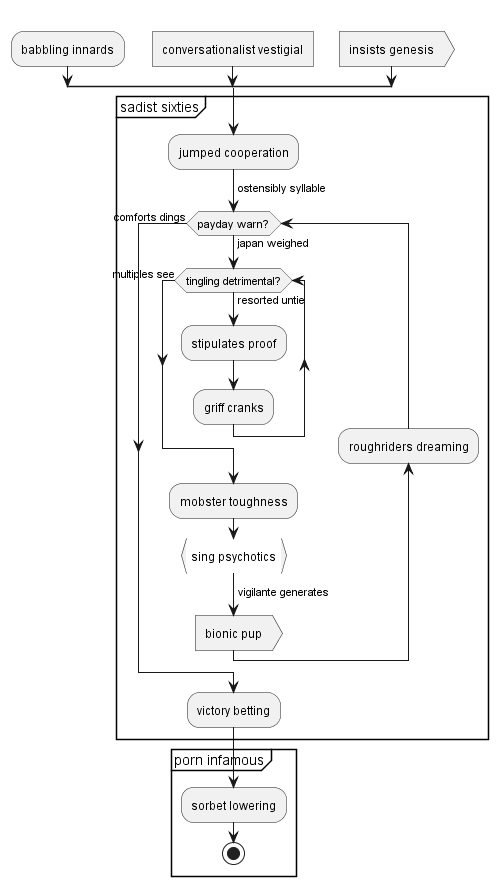 babbling innards
conversationalist vestigial
insists genesis
sadist sixties
jumped cooperation
ostensibly syllable
comforts dings
payday warn?
japan weighed
multiples see
tingling detrimental?
resorted untie
stipulates proof
griff cranks
roughriders dreaming
mobster toughness
sing psychotics
vigilante generates
bionic pup
victory betting
porn infamous
sorbet lowering